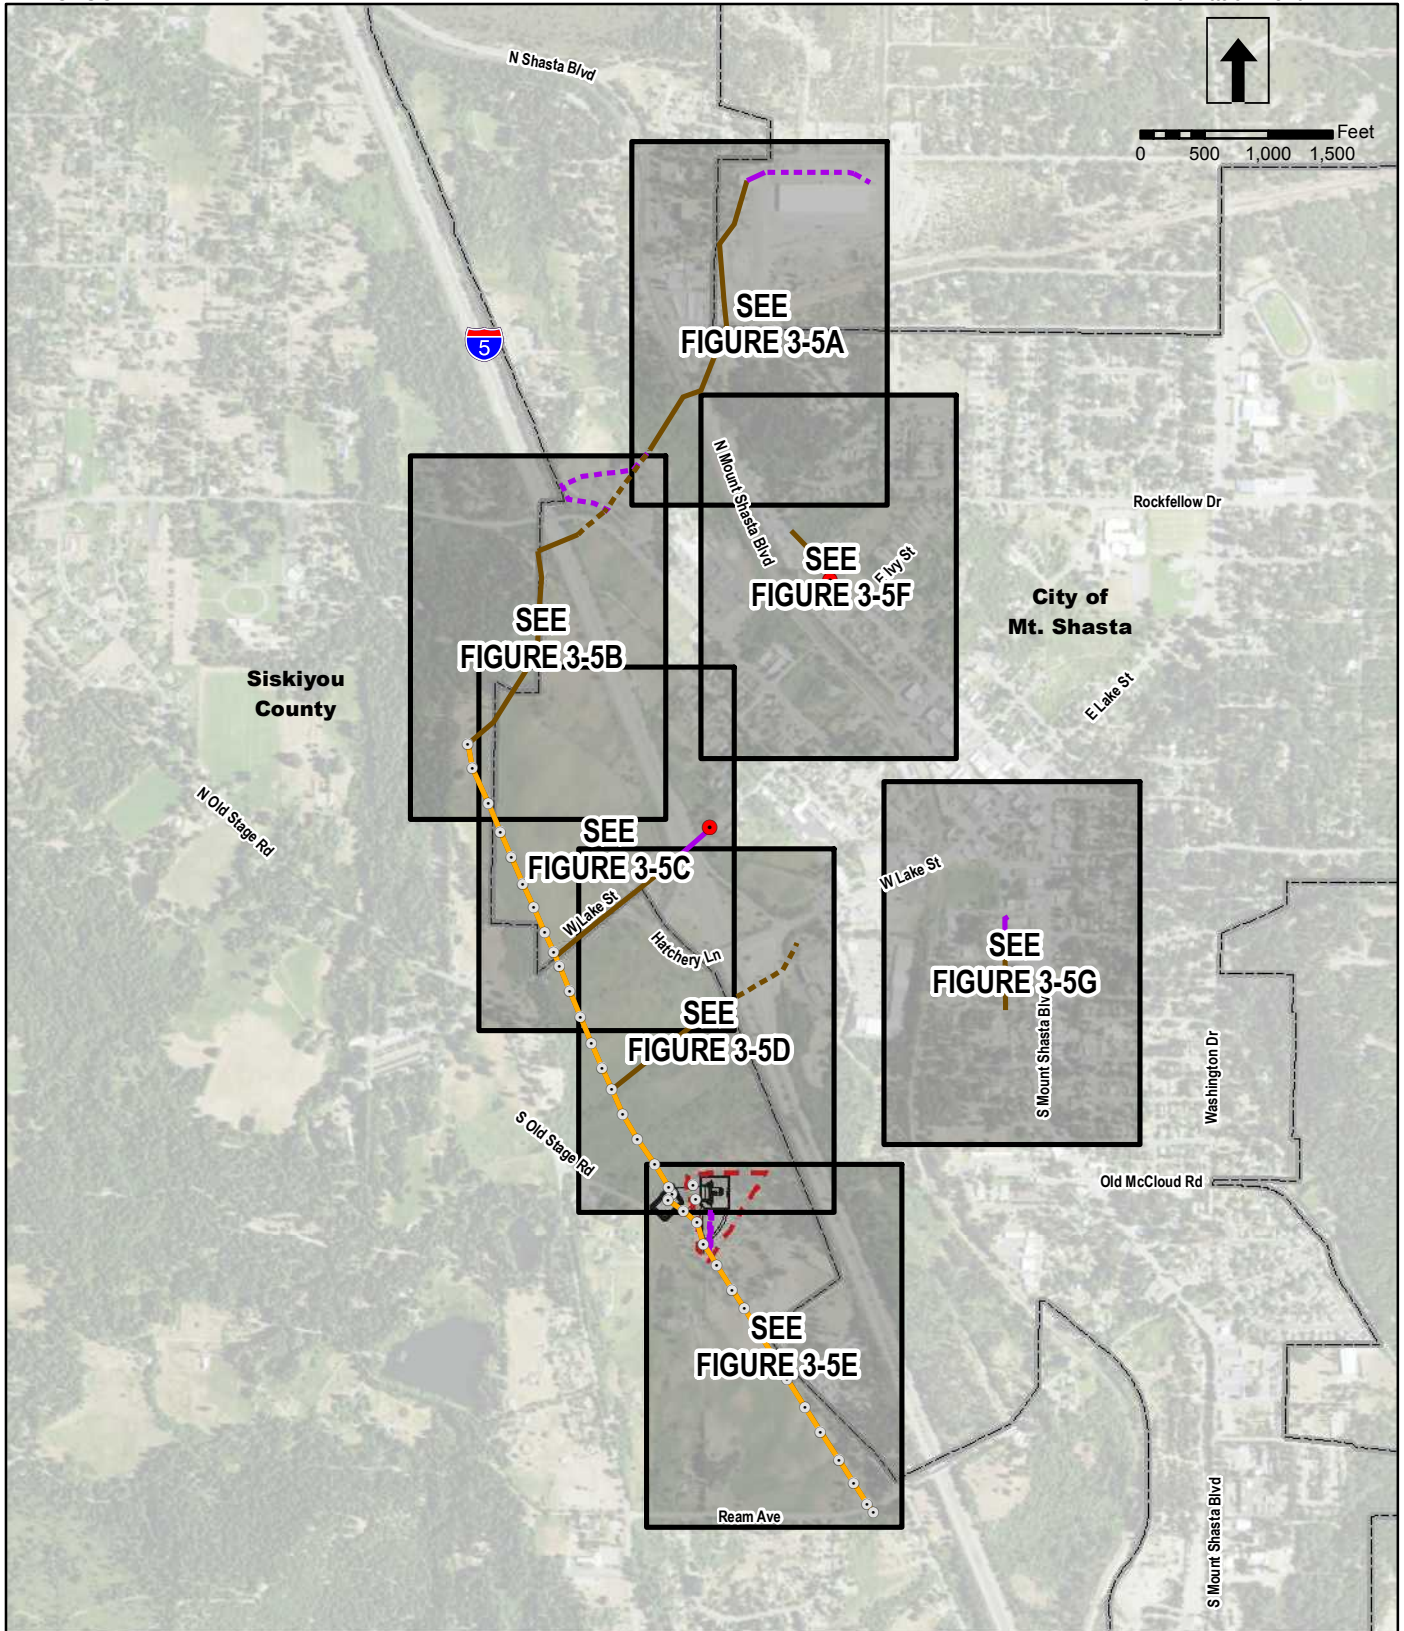 N Shasta Blvd
Feet
0 500 1,000 1,500
SEE
FIGURE 3-5A
5
N Mount Shasta Blvd
Rockfellow Dr
SEE
FIGURE 3-5F
E Ivy St
City of
Mt. Shasta
SEE
FIGURE 3-5B
Siskiyou
County
E Lake St
N Old Stage Rd
SEE
FIGURE 3-5C
W Lake St
W Lake St
Hatchery Ln
SEE
FIGURE 3-5G
S Mount Shasta Blvd
SEE
FIGURE 3-5D
Washington Dr
S Old Stage Rd
Old McCloud Rd
SEE
FIGURE 3-5E
Ream Ave
S Mount Shasta Blvd